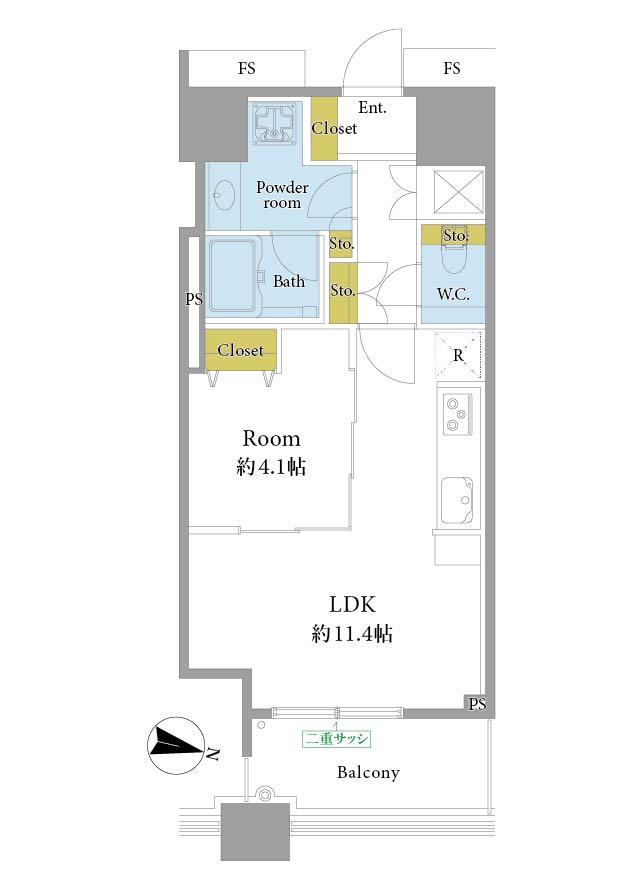 FS
FS
Ent.
Closet
Powder
room
Sto.
Sto.
Bath
Sto.
W.C.
PS
Closet
R
Room
約4.1帖
LDK
約11.4帖
PS
二重サッシ
N
Balcony